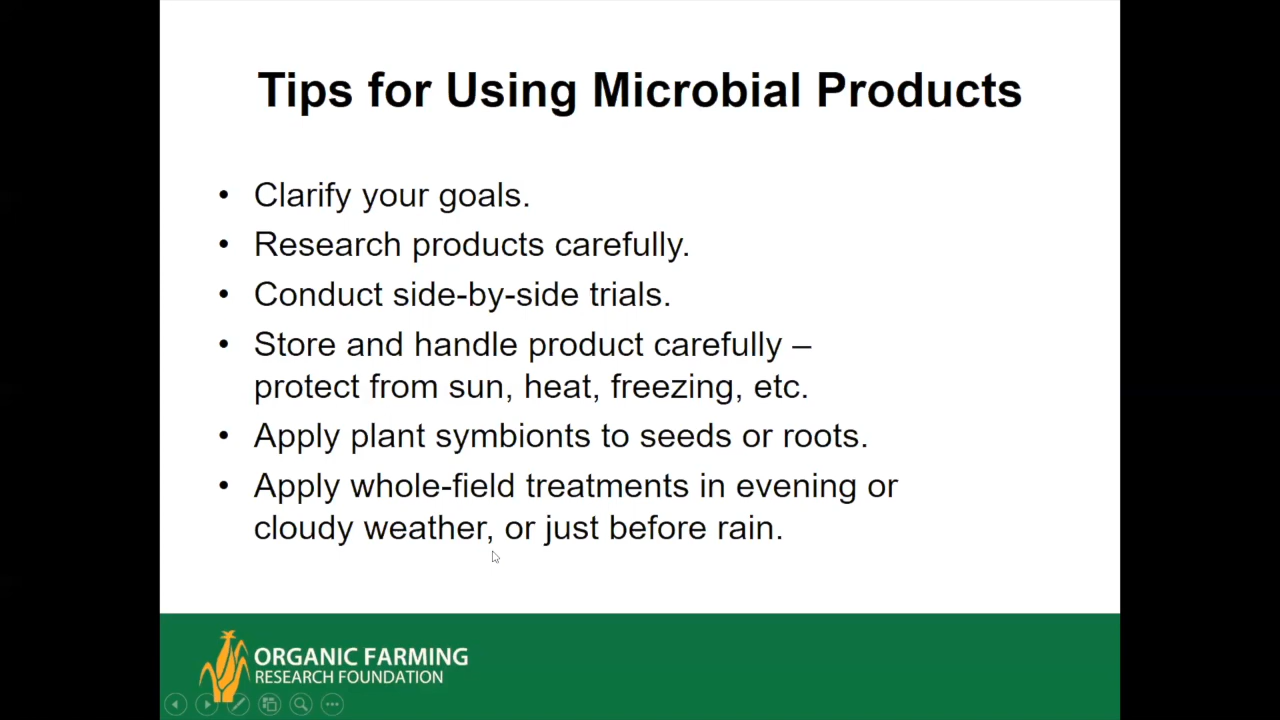 Tips for Using Microbial Products
• Clarify your goals.
• Research products carefully.
• Conduct side-by-side trials.
• Store and handle product carefully –
protect from sun, heat, freezing, etc.
• Apply plant symbionts to seeds or roots.
• Apply whole-field treatments in evening or
cloudy weather, or just before rain.
ORGANIC FARMING
RESEARCH FOUNDATION